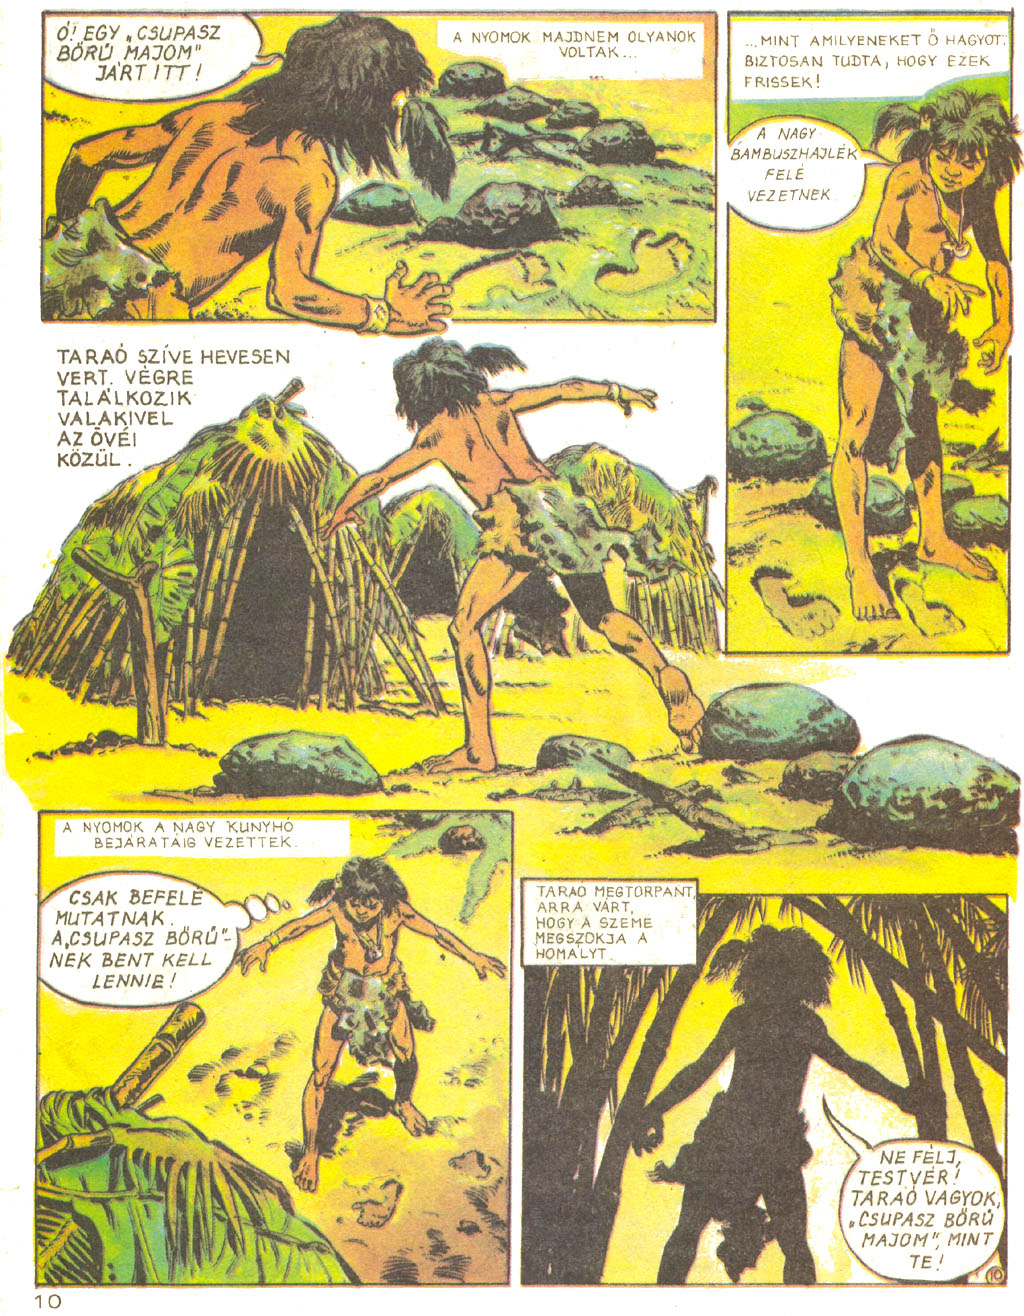 Ó! EGY „CSUPASZ
BŐRŰ MAJOM"
JÁRT ITT!
A NYOMOK MAJDNEM OLYANOK
VOLTAK...
...MINT AMILYENEKET Ő HAGYOTT.
BIZTOSAN TUDTA, HOGY EZEK
FRISSEK!
A NAGY
BAMBUSZHAJLÉK
FELÉ
VEZETNEK.
TARAÓ SZÍVE HEVESEN
VERT. VÉGRE
TALÁLKOZIK
VALAKIVEL
AZ ÖVÉI
KÖZÜL.
A NYOMOK A NAGY KUNYHÓ
BEJÁRATÁIG VEZETTEK.
CSAK BEFELÉ
MUTATNAK.
A „CSUPASZ BŐRŰ"-
NEK BENT KELL
LENNIE!
TARAÓ MEGTORPANT,
ARRA VÁRT,
HOGY A SZEME
MEGSZOKJA A
HOMÁLYT.
NE FÉLJ,
TESTVÉR!
TARAÓ VAGYOK,
„CSUPASZ BŐRŰ
MAJOM", MINT
TE!
10
10